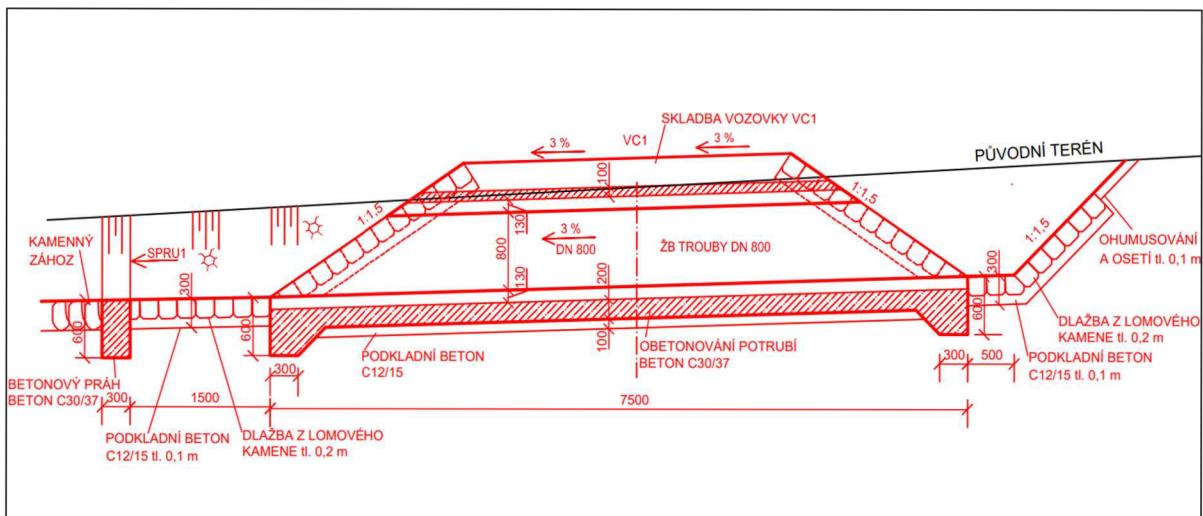 SKLADBA VOZOVKY VC1
3 %
VC1
3 %
PŮVODNÍ TERÉN
100
1:1,5
1:1,5
1:1,5
KAMENNÝ
ZÁHOZ
SPRU1
130
3 %
DN 800
800
ŽB TROUBY DN 800
OHUMUSOVÁNÍ
A OSETÍ tl. 0,1 m
300
130
200
300
600
600
600
100
PODKLADNÍ BETON
C12/15
OBETONOVÁNÍ POTRUBÍ
BETON C30/37
DLAŽBA Z LOMOVÉHO
KAMENE tl. 0,2 m
PODKLADNÍ BETON
C12/15 tl. 0,1 m
BETONOVÝ PRÁH
BETON C30/37
300
300
500
300
1500
7500
PODKLADNÍ BETON
C12/15 tl. 0,1 m
DLAŽBA Z LOMOVÉHO
KAMENE tl. 0,2 m